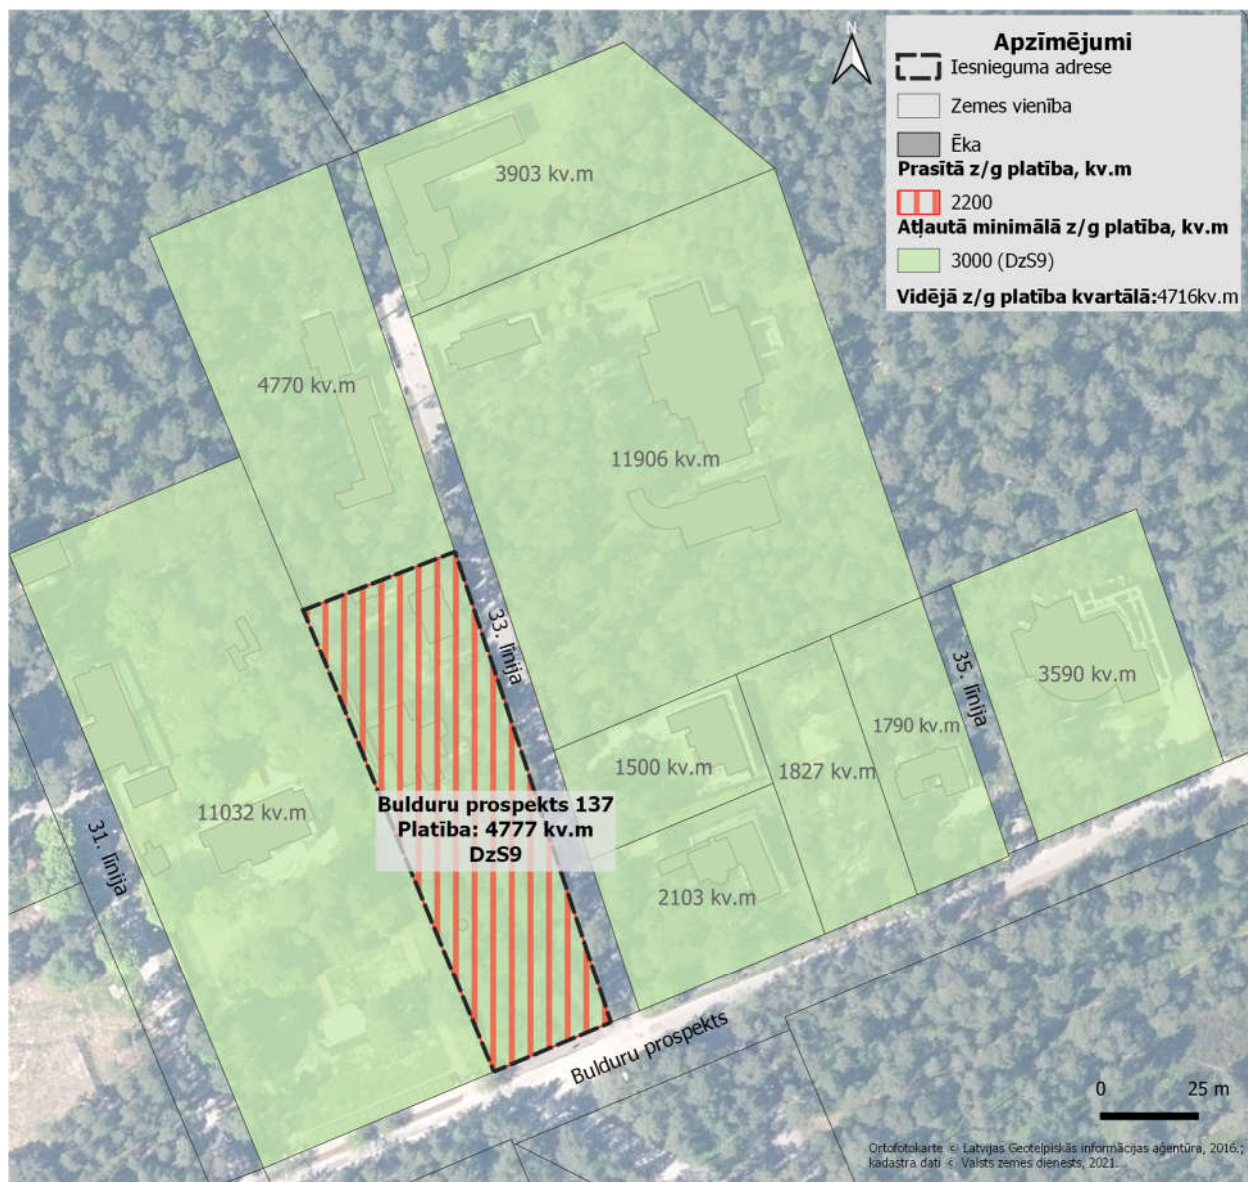 N
Apzīmējumi
Iesnieguma adrese
Zemes vienība
Ēka
Prasītā z/g platība, kv.m
2200
Atļautā minimālā z/g platība, kv.m
3000 (DzS9)
Vidējā z/g platība kvartālā:4716kv.m
3903 kv.m
4770 kv.m
11906 kv.m
33. līnija
35. līnija
3590 kv.m
1790 kv.m
1500 kv.m
1827 kv.m
11032 kv.m
31. līnija
Bulduru prospekts 137
Platība: 4777 kv.m
DzS9
2103 kv.m
Bulduru prospekts
0 25 m
Ortofotokarte © Latvijas Ģeotelpiskās informācijas aģentūra, 2016.;
kadastra dati © Valsts zemes dienests, 2021.